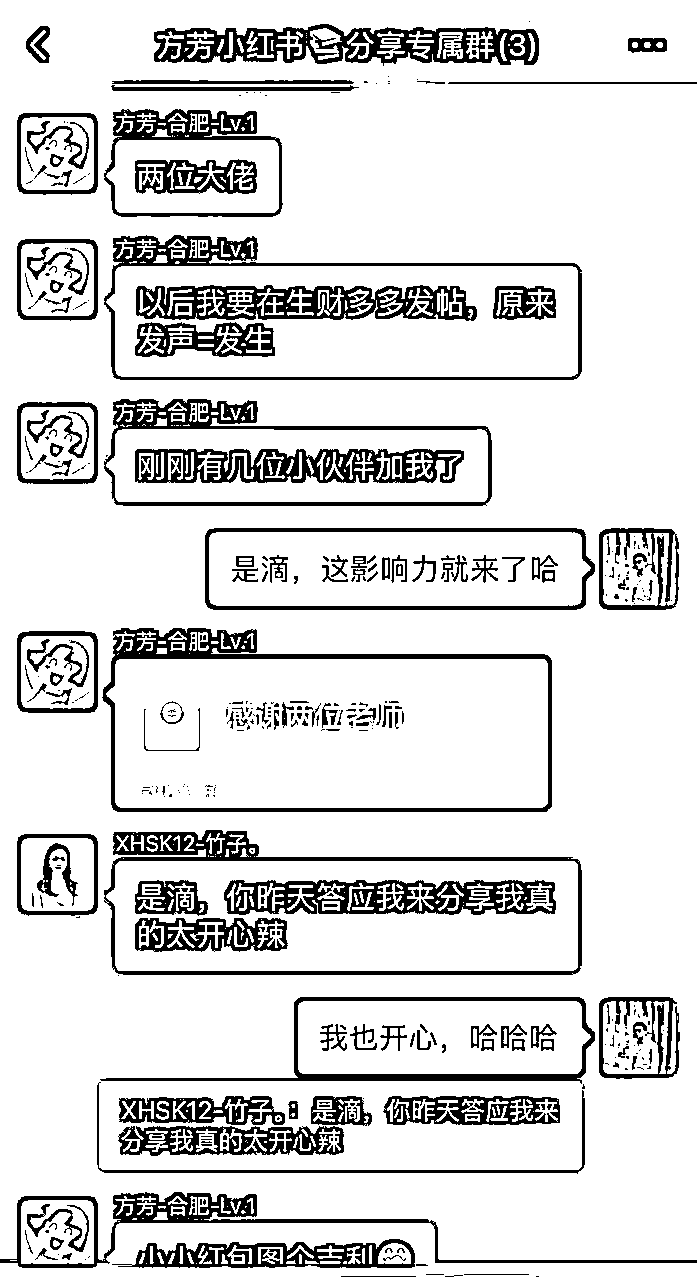 方芳小红书分享专属群(3)
方芳-合肥-Lv.1
两位大佬
方芳-合肥-Lv.1
以后我要在生财多多发帖，原来
发声=发生
方芳-合肥-Lv.1
刚刚有几位小伙伴加我了
是滴，这影响力就来了哈
方芳-合肥-Lv.1
感谢两位老师
XHSK12-竹子。
是滴，你昨天答应我来分享我真
的太开心辣
我也开心，哈哈哈
XHSK12-竹子。：是滴，你昨天答应我来
分享我真的太开心辣
方芳-合肥-Lv.1
小小红包图个吉利